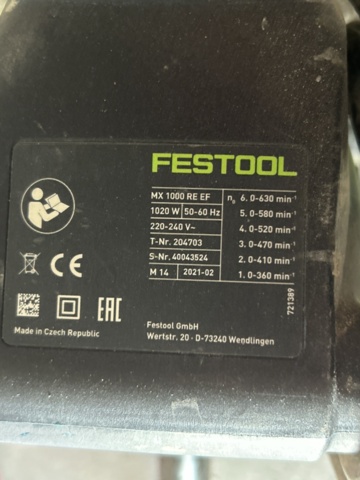 FESTOOL
MX 1000 RE EF
1020 W 50-60 Hz
220-240 V~
T-Nr. 204703
S-Nr. 40043524
M 14 2021-02
n₀ 6. 0-630 min⁻¹
5. 0-580 min⁻¹
4. 0-520 min⁻¹
3. 0-470 min⁻¹
2. 0-410 min⁻¹
1. 0-360 min⁻¹
721389
CE
EAC
Made in Czech Republic
Festool GmbH
Wertstr. 20 · D-73240 Wendlingen